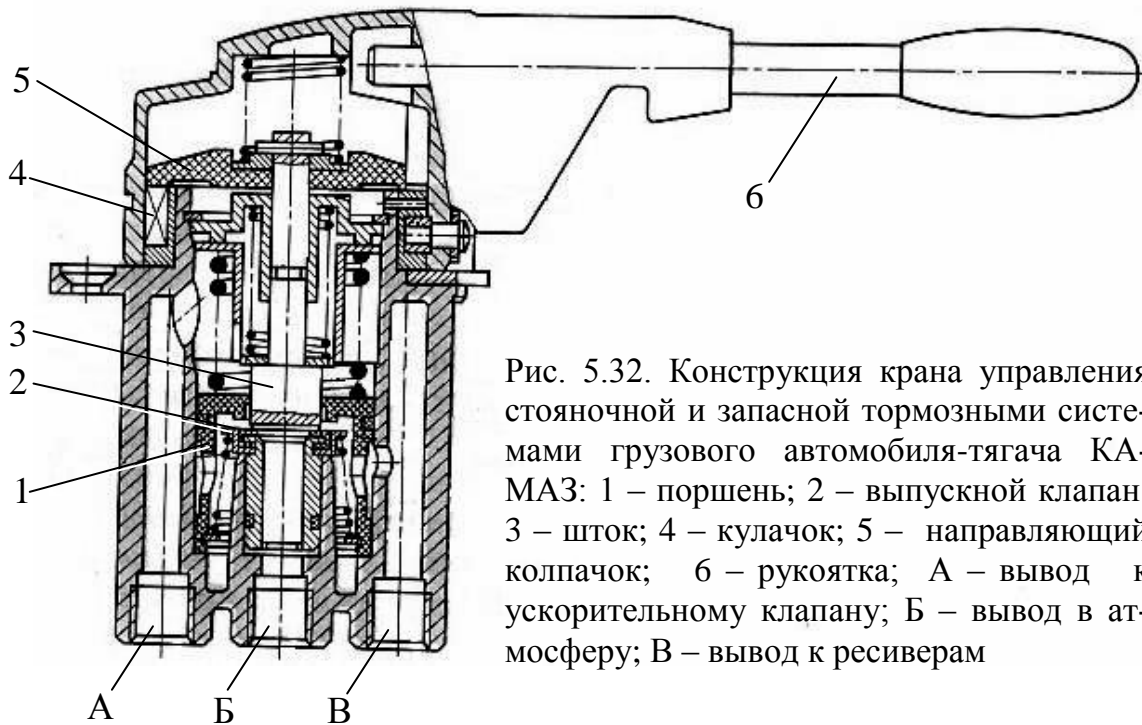 5
4
6
3
2
1
Рис. 5.32. Конструкция крана управления
стояночной и запасной тормозными систе-
мами грузового автомобиля-тягача КА-
МАЗ: 1 – поршень; 2 – выпускной клапан
3 – шток; 4 – кулачок; 5 – направляющий
колпачок; 6 – рукоятка; А – вывод к
ускорительному клапану; Б – вывод в ат-
мосферу; В – вывод к ресиверам
А Б В